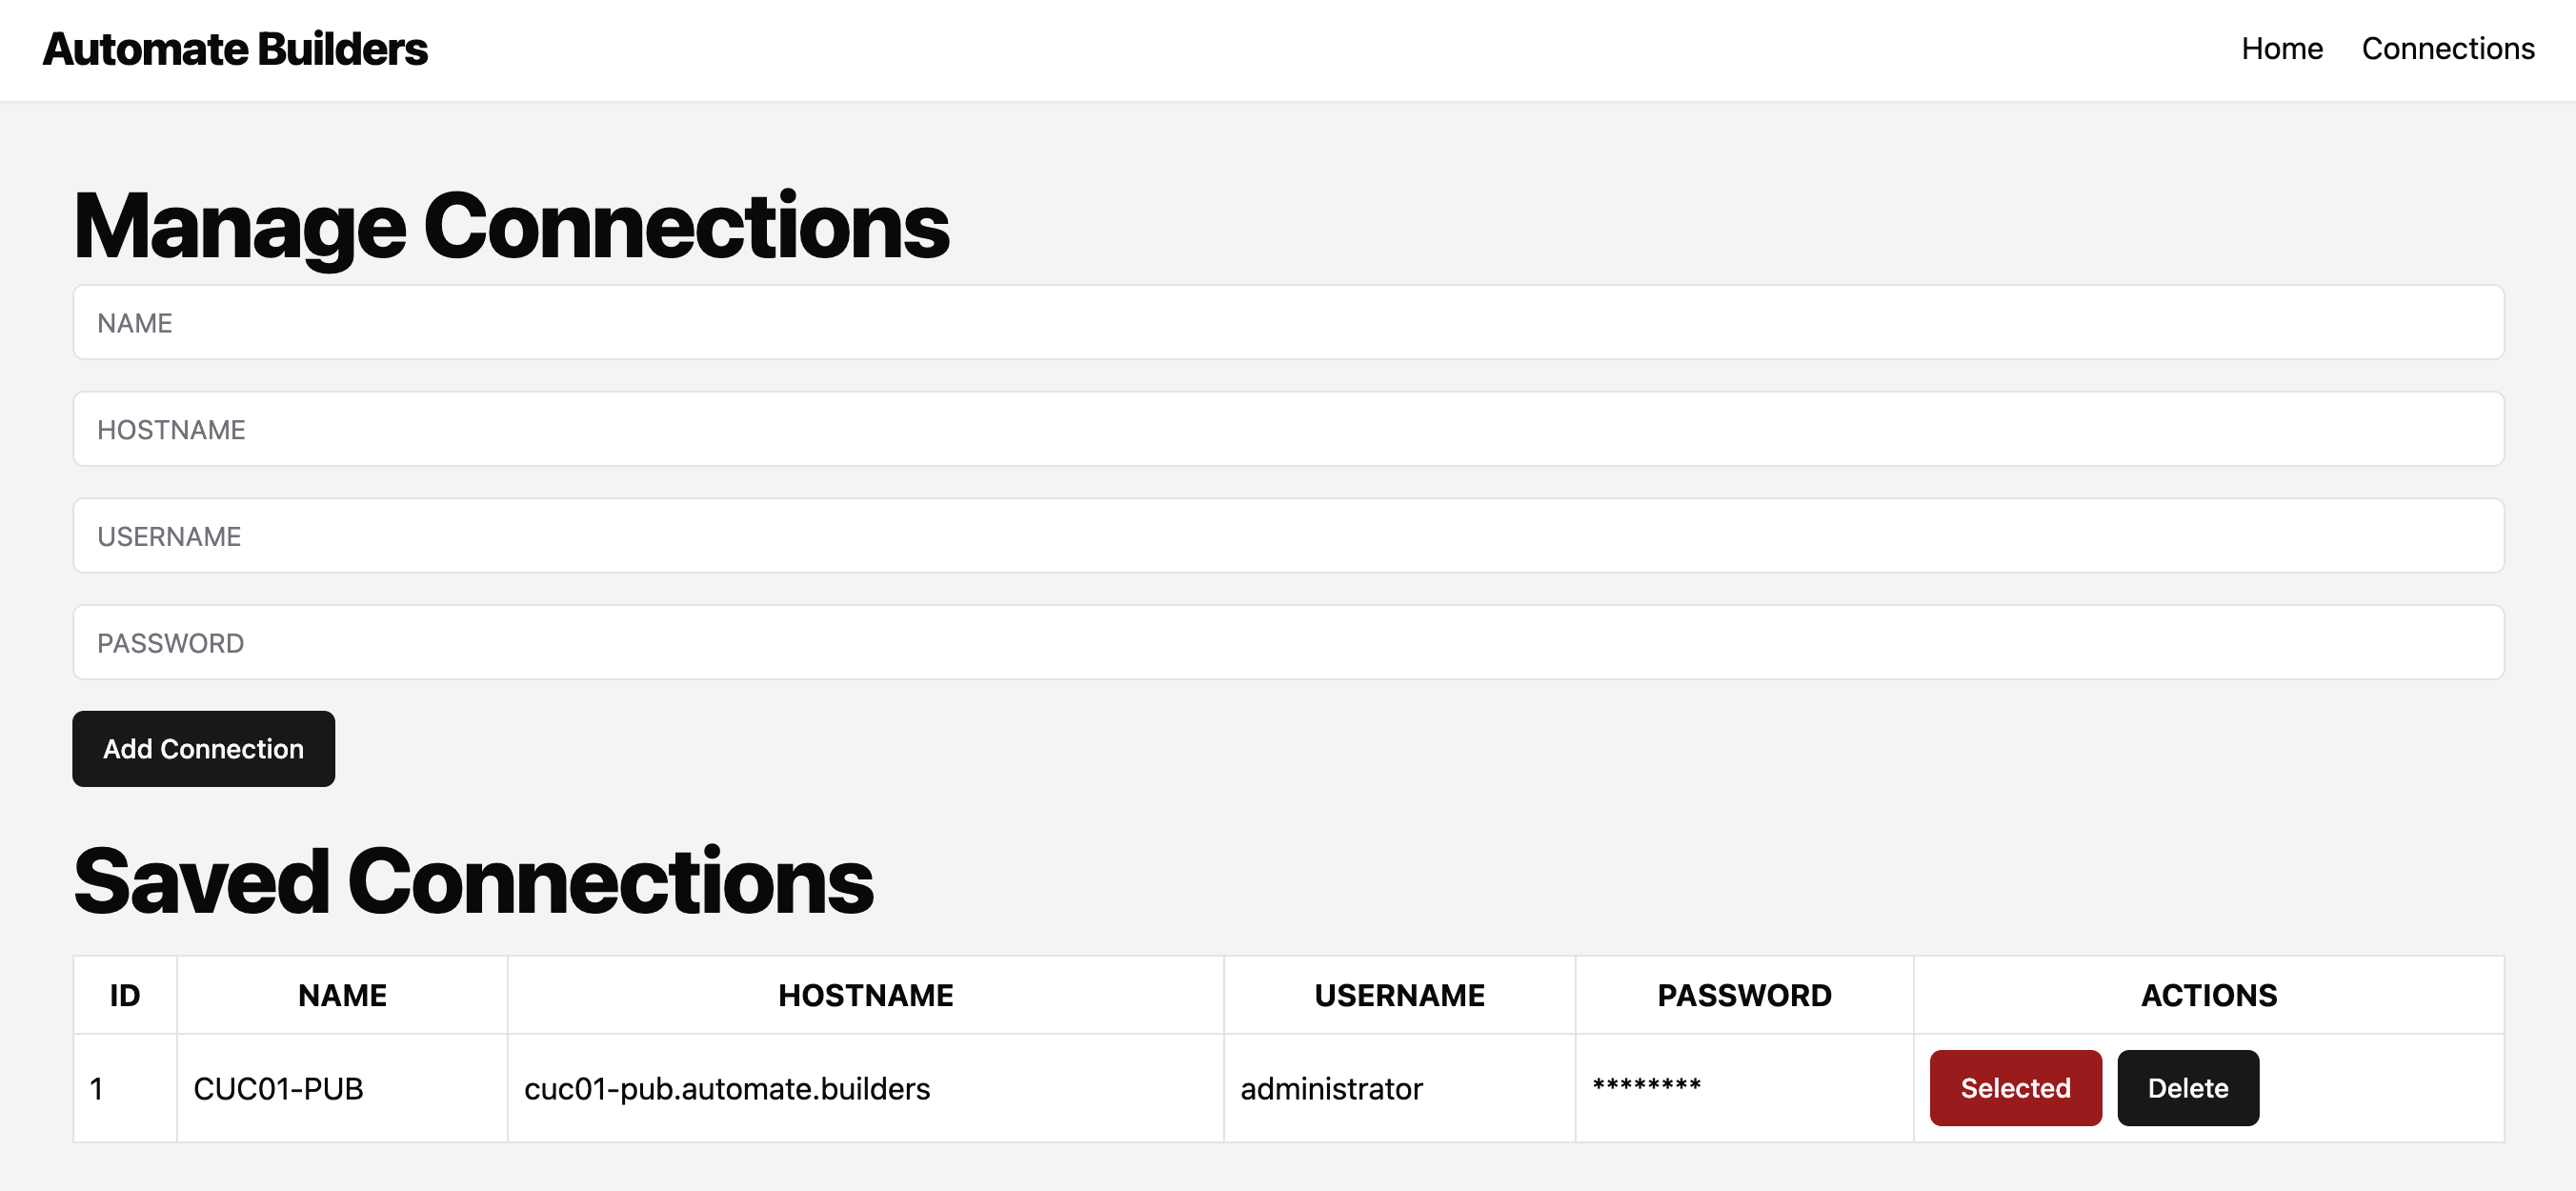 Automate Builders Home Connections
Manage Connections
NAME
HOSTNAME
USERNAME
PASSWORD
Add Connection
Saved Connections
ID NAME HOSTNAME USERNAME PASSWORD ACTIONS
1 CUC01-PUB cuc01-pub.automate.builders administrator ******** Selected Delete